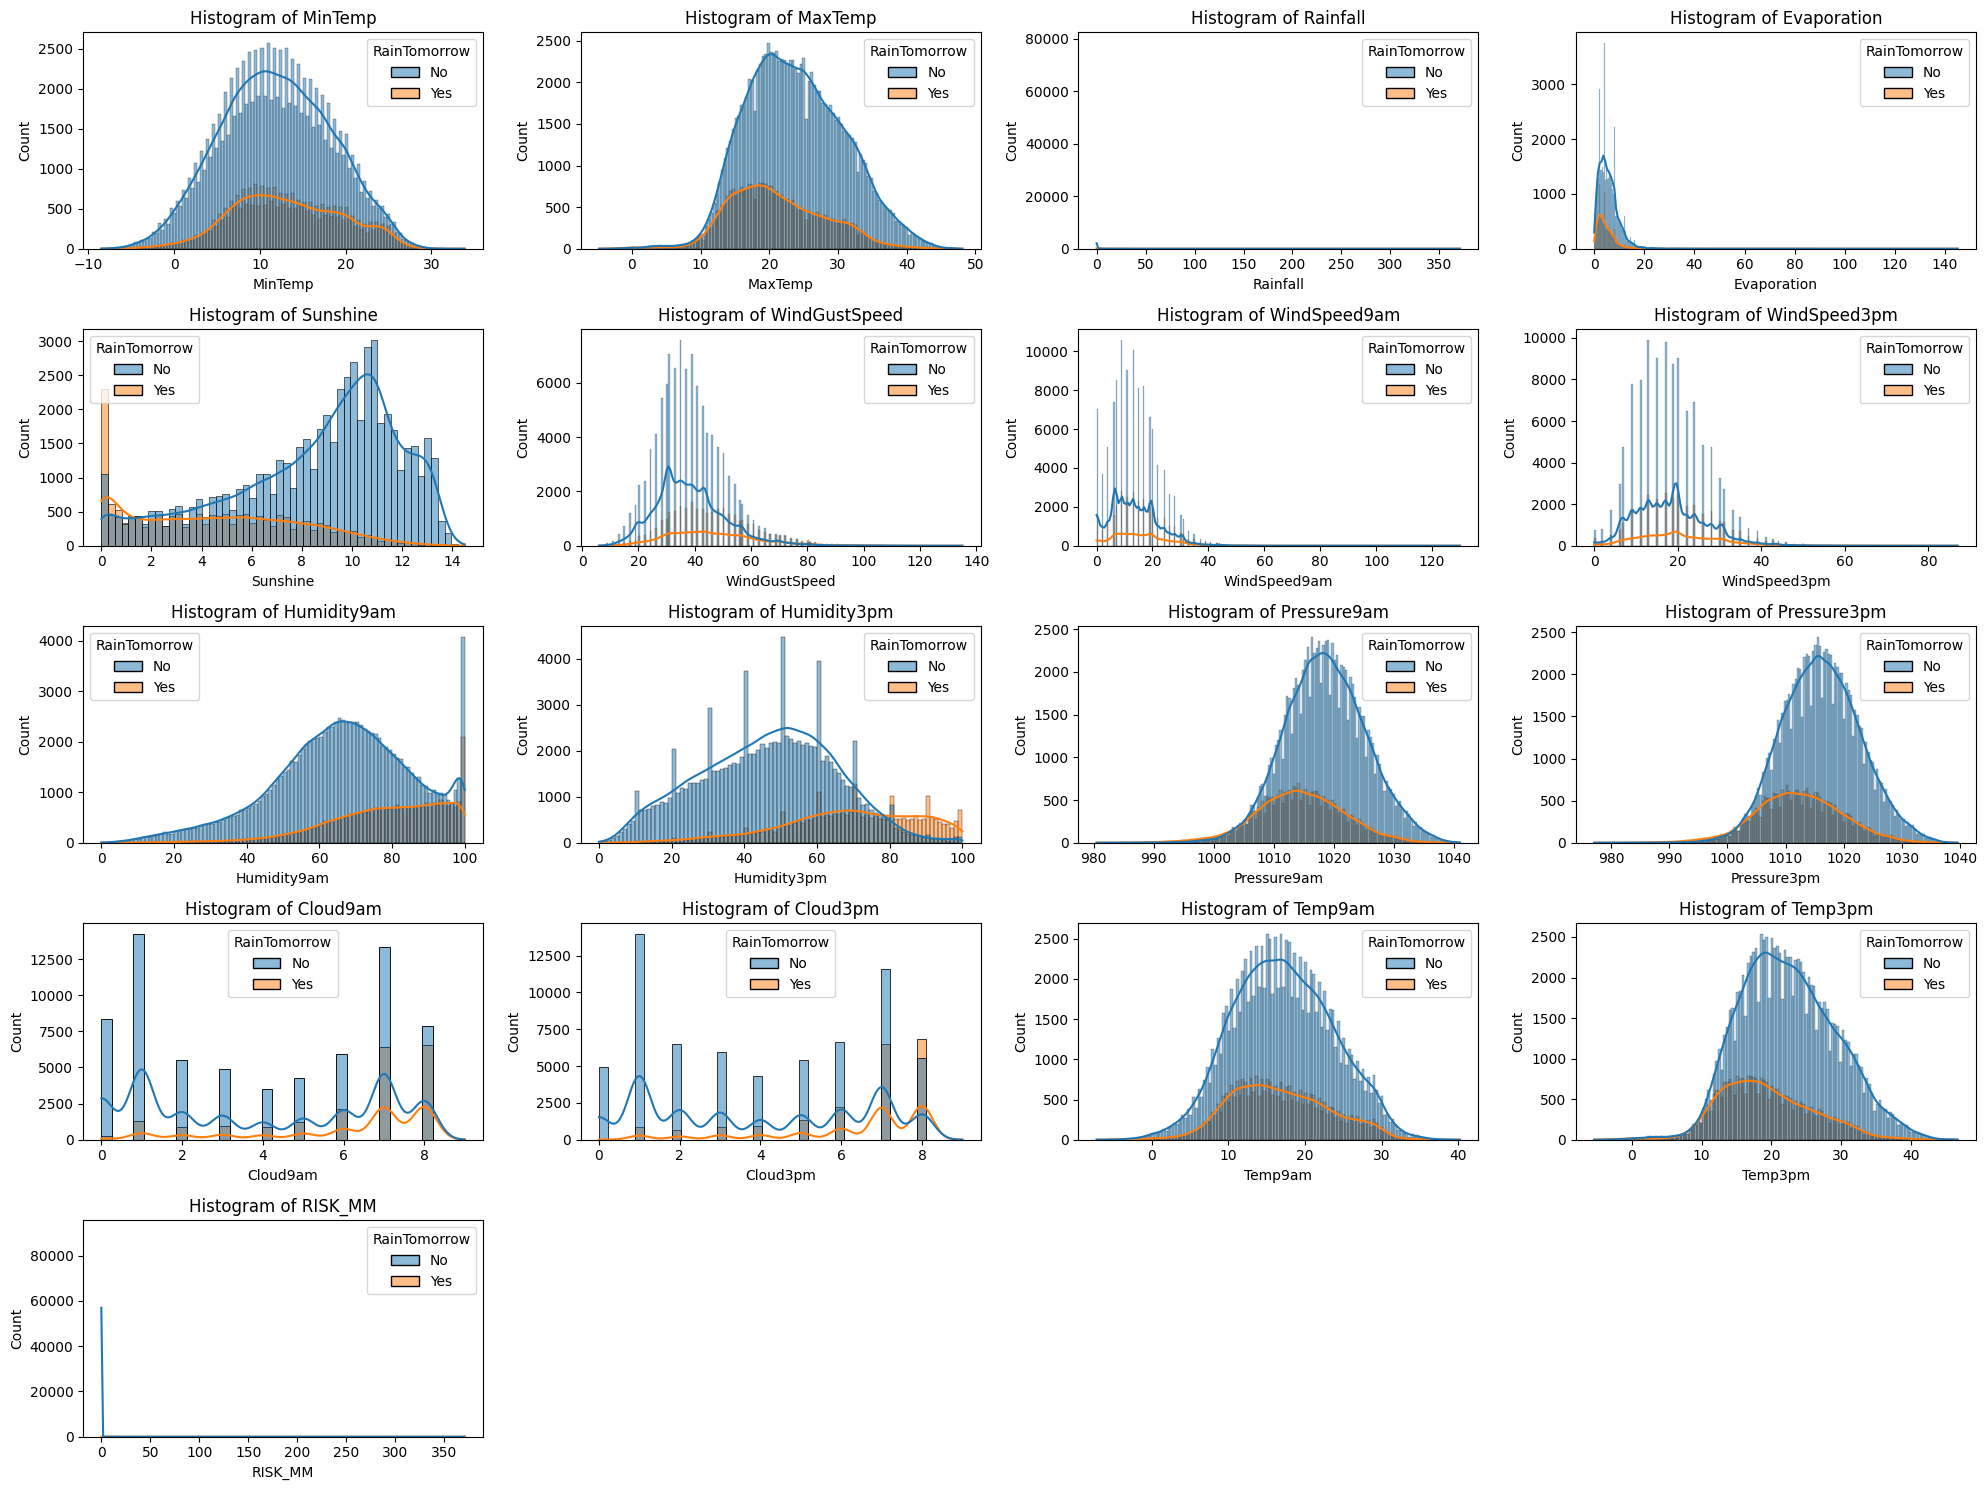 Histogram of MinTemp
2500
2000
1500
1000
500
0
Count
−10 0 10 20 30
MinTemp
RainTomorrow
No
Yes
Histogram of MaxTemp
2500
2000
1500
1000
500
0
Count
0 10 20 30 40 50
MaxTemp
RainTomorrow
No
Yes
Histogram of Rainfall
80000
60000
40000
20000
0
Count
0 50 100 150 200 250 300 350
Rainfall
RainTomorrow
No
Yes
Histogram of Evaporation
3000
2000
1000
0
Count
0 20 40 60 80 100 120 140
Evaporation
RainTomorrow
No
Yes
Histogram of Sunshine
3000
2500
2000
1500
1000
500
0
Count
0 2 4 6 8 10 12 14
Sunshine
RainTomorrow
No
Yes
Histogram of WindGustSpeed
6000
4000
2000
0
Count
0 20 40 60 80 100 120 140
WindGustSpeed
RainTomorrow
No
Yes
Histogram of WindSpeed9am
10000
8000
6000
4000
2000
0
Count
0 20 40 60 80 100 120
WindSpeed9am
RainTomorrow
No
Yes
Histogram of WindSpeed3pm
10000
8000
6000
4000
2000
0
Count
0 20 40 60 80
WindSpeed3pm
RainTomorrow
No
Yes
Histogram of Humidity9am
4000
3000
2000
1000
0
Count
0 20 40 60 80 100
Humidity9am
RainTomorrow
No
Yes
Histogram of Humidity3pm
4000
3000
2000
1000
0
Count
0 20 40 60 80 100
Humidity3pm
RainTomorrow
No
Yes
Histogram of Pressure9am
2500
2000
1500
1000
500
0
Count
980 990 1000 1010 1020 1030 1040
Pressure9am
RainTomorrow
No
Yes
Histogram of Pressure3pm
2500
2000
1500
1000
500
0
Count
980 990 1000 1010 1020 1030 1040
Pressure3pm
RainTomorrow
No
Yes
Histogram of Cloud9am
12500
10000
7500
5000
2500
0
Count
0 2 4 6 8
Cloud9am
RainTomorrow
No
Yes
Histogram of Cloud3pm
12500
10000
7500
5000
2500
0
Count
0 2 4 6 8
Cloud3pm
RainTomorrow
No
Yes
Histogram of Temp9am
2500
2000
1500
1000
500
0
Count
0 10 20 30 40
Temp9am
RainTomorrow
No
Yes
Histogram of Temp3pm
2500
2000
1500
1000
500
0
Count
0 10 20 30 40
Temp3pm
RainTomorrow
No
Yes
Histogram of RISK_MM
80000
60000
40000
20000
0
Count
0 50 100 150 200 250 300 350
RISK_MM
RainTomorrow
No
Yes